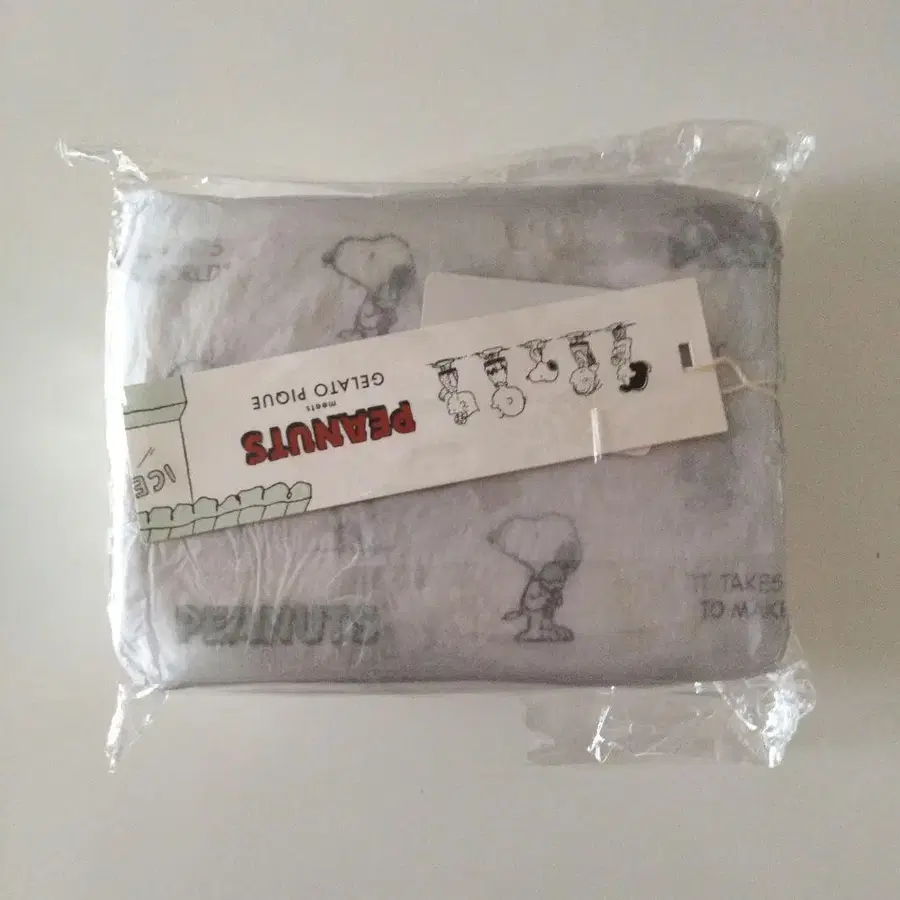 PEANUTS
meets
GELATO PIQUE
ICE
PEANUTS
IT TAKES
TO MAKE